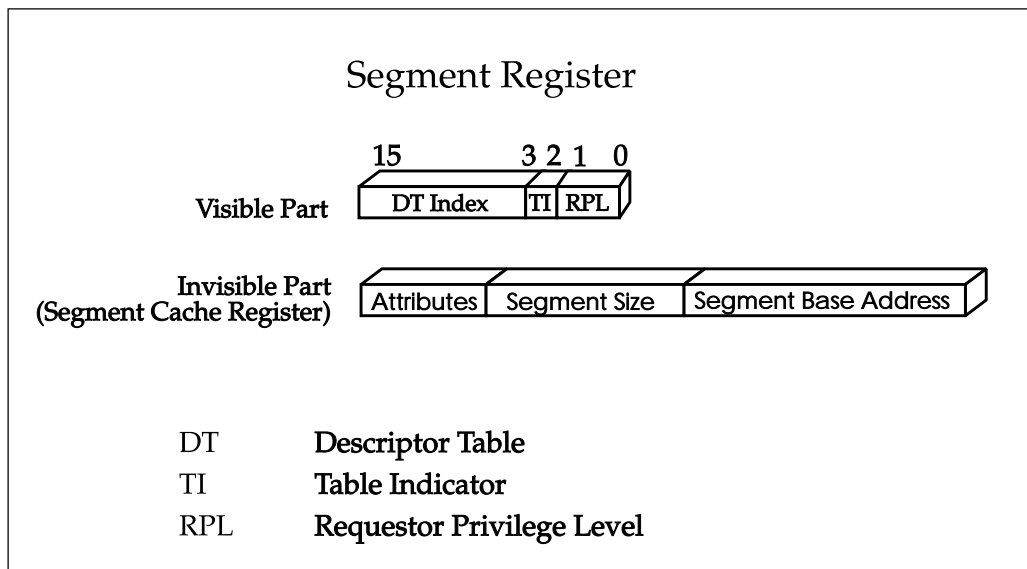 Segment Register
15 3 2 1 0
Visible Part DT Index TI RPL
Invisible Part
(Segment Cache Register) Attributes Segment Size Segment Base Address
DT Descriptor Table
TI Table Indicator
RPL Requestor Privilege Level